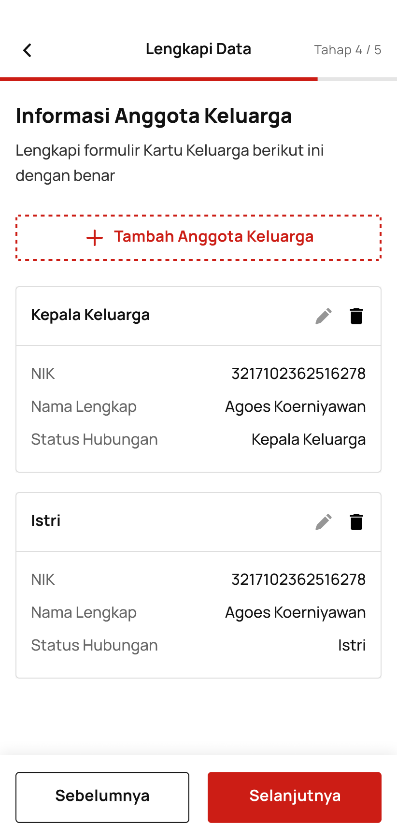 Lengkapi Data
Tahap 4 / 5
Informasi Anggota Keluarga
Lengkapi formulir Kartu Keluarga berikut ini
dengan benar
+ Tambah Anggota Keluarga
Kepala Keluarga
NIK 3217102362516278
Nama Lengkap Agoes Koerniyawan
Status Hubungan Kepala Keluarga
Istri
NIK 3217102362516278
Nama Lengkap Agoes Koerniyawan
Status Hubungan Istri
Sebelumnya
Selanjutnya